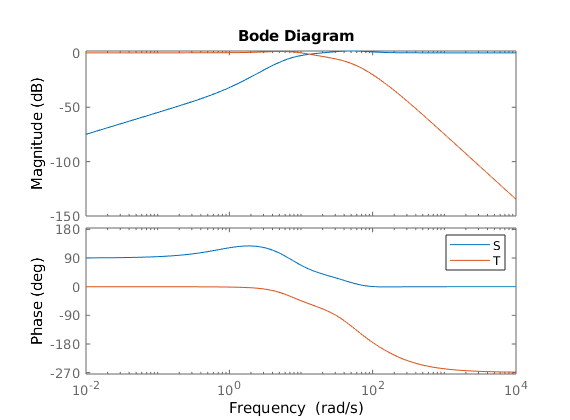 Bode Diagram
Magnitude (dB)
0
-50
-100
-150
Phase (deg)
180
90
0
-90
-180
-270
S
T
10^-2
10^0
10^2
10^4
Frequency (rad/s)